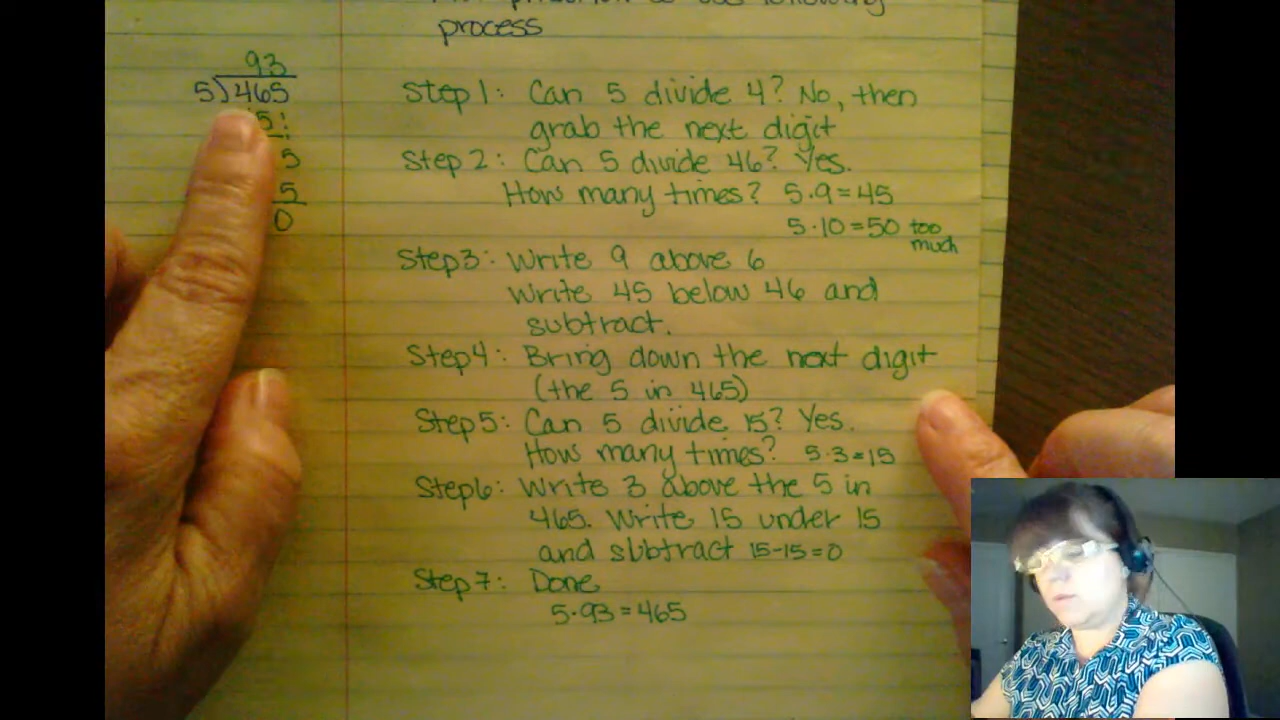 process
93
5)465
5
5
5
0
Step 1: Can 5 divide 4? No, then
grab the next digit
Step 2: Can 5 divide 46? Yes.
How many times? 5·9=45
5·10=50 too
much
Step 3: Write 9 above 6
Write 45 below 46 and
subtract.
Step 4: Bring down the next digit
(the 5 in 465)
Step 5: Can 5 divide 15? Yes.
How many times? 5·3=15
Step 6: Write 3 above the 5 in
465. Write 15 under 15
and subtract 15-15=0
Step 7: Done
5·93=465